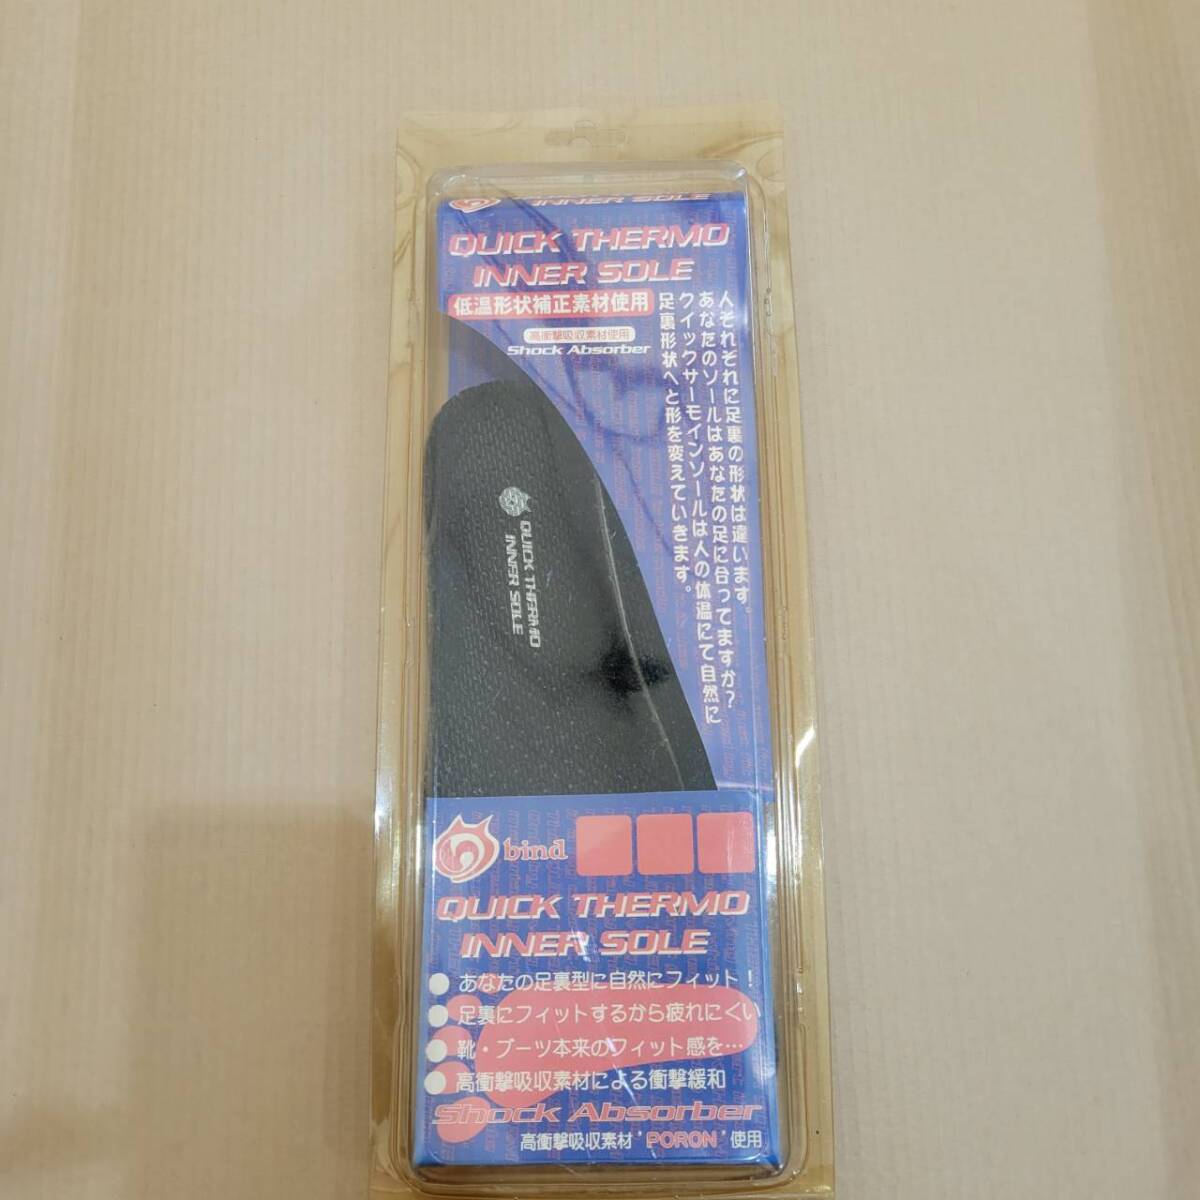 INNER SOLE
QUICK THERMO
INNER SOLE
低温形状補正素材使用
高衝撃吸収素材使用
Shock Absorber
人それぞれに足裏の形状は違います。
あなたのソールはあなたの足に合ってますか?
クイックサーモインソールは人の体温にて自然に
足裏形状へと形を変えていきます。
QUICK THERMO
INNER SOLE
bind
QUICK THERMO
INNER SOLE
あなたの足裏型に自然にフィット!
足裏にフィットするから疲れにくい
靴・ブーツ本来のフィット感を…
高衝撃吸収素材による衝撃緩和
Shock Absorber
高衝撃吸収素材'PORON'使用